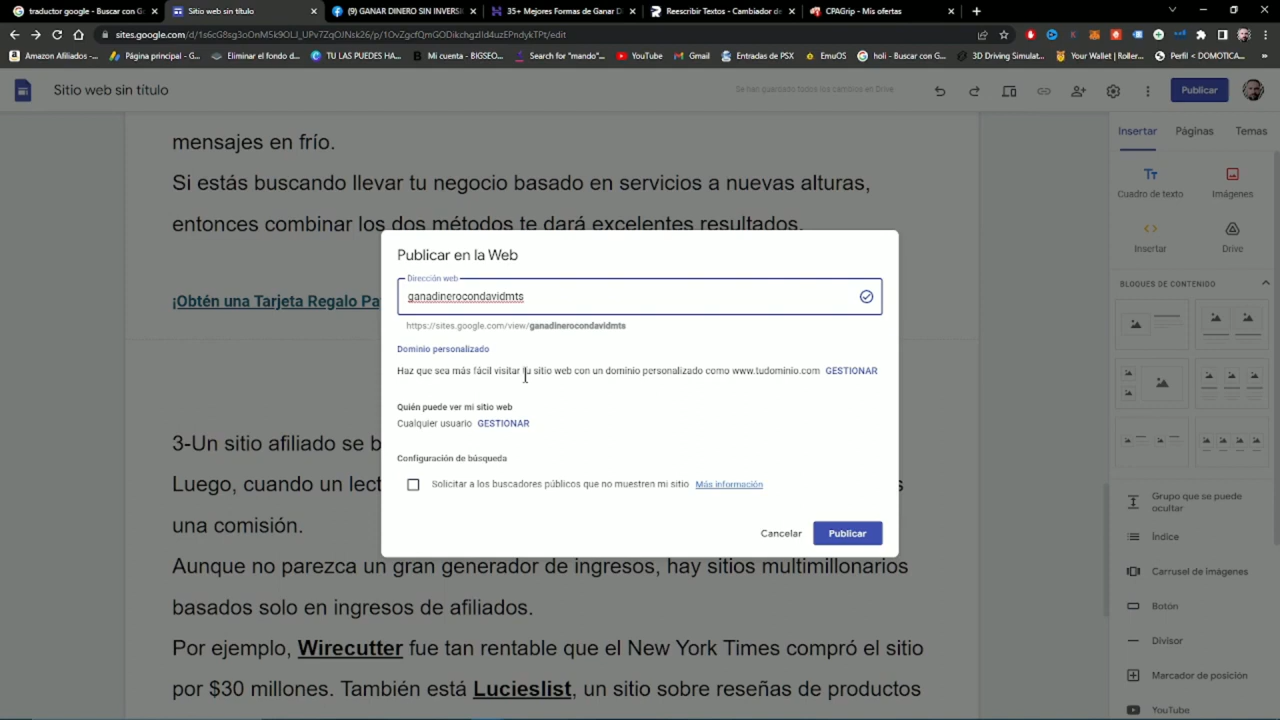 traductor google - Buscar con G
Sitio web sin título
(9) GANAR DINERO SIN INVERSI
35+ Mejores Formas de Ganar D
Reescribir Textos - Cambiador de
CPAGrip - Mis ofertas
sites.google.com/d/
/edit
Amazon Afiliados -...
Página principal - G...
Eliminar el fondo d...
TU LAS PUEDES HA...
Mi cuenta - BIGSEO...
Search for "mando"...
YouTube
Gmail
Entradas de PSX
EmuOS
holi - Buscar con G...
3D Driving Simulat...
Your Wallet | Roller...
Perfil < DOMÓTICA...
Sitio web sin título
Se han guardado todos los cambios en Drive
Publicar
mensajes en frío.
Si estás buscando llevar tu negocio basado en servicios a nuevas alturas,
entonces combinar los dos métodos te dará excelentes resultados.
¡Obtén una Tarjeta Regalo Pa
3-Un sitio afiliado se b
Luego, cuando un lect
s
una comisión.
Aunque no parezca un gran generador de ingresos, hay sitios multimillonarios
basados solo en ingresos de afiliados.
Por ejemplo, Wirecutter fue tan rentable que el New York Times compró el sitio
por $30 millones. También está Lucieslist, un sitio sobre reseñas de productos
Publicar en la Web
Dirección web
ganadinerocondavidmts
https://sites.google.com/view/ganadinerocondavidmts
Dominio personalizado
Haz que sea más fácil visitar tu sitio web con un dominio personalizado como www.tudominio.com GESTIONAR
Quién puede ver mi sitio web
Cualquier usuario GESTIONAR
Configuración de búsqueda
Solicitar a los buscadores públicos que no muestren mi sitio Más información
Cancelar
Publicar
Insertar
Páginas
Temas
Cuadro de texto
Imágenes
Insertar
Drive
BLOQUES DE CONTENIDO
Grupo que se puede
ocultar
Índice
Carrusel de imágenes
Botón
Divisor
Marcador de posición
YouTube